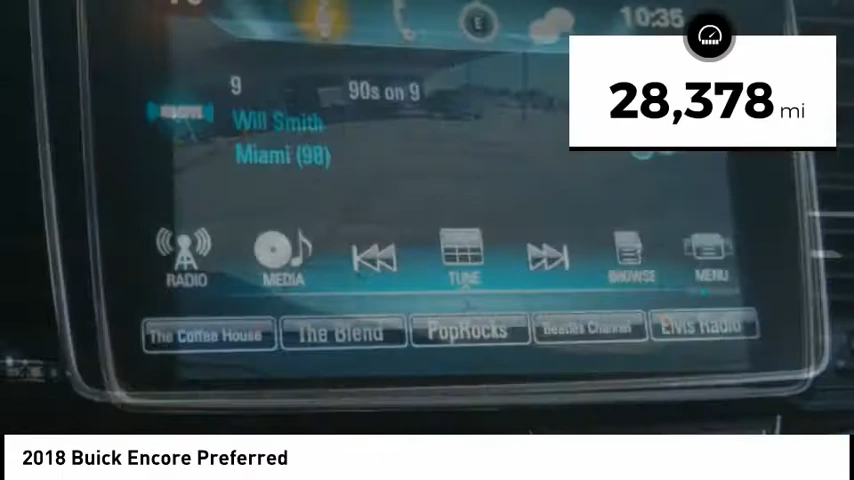 10:35
E
28,378 mi
9 90s on 9
Will Smith
Miami (98)
RADIO MEDIA TUNE BROWSE MENU
The Coffee House The Blend PopRocks Beatles Channel Elvis Radio
2018 Buick Encore Preferred